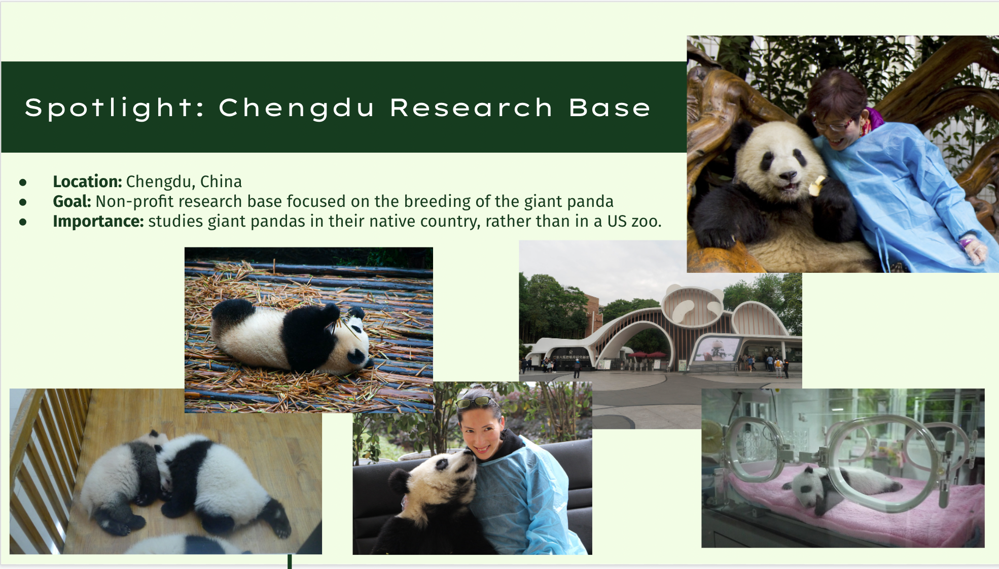 Spotlight: Chengdu Research Base
● Location: Chengdu, China
● Goal: Non-profit research base focused on the breeding of the giant panda
● Importance: studies giant pandas in their native country, rather than in a US zoo.